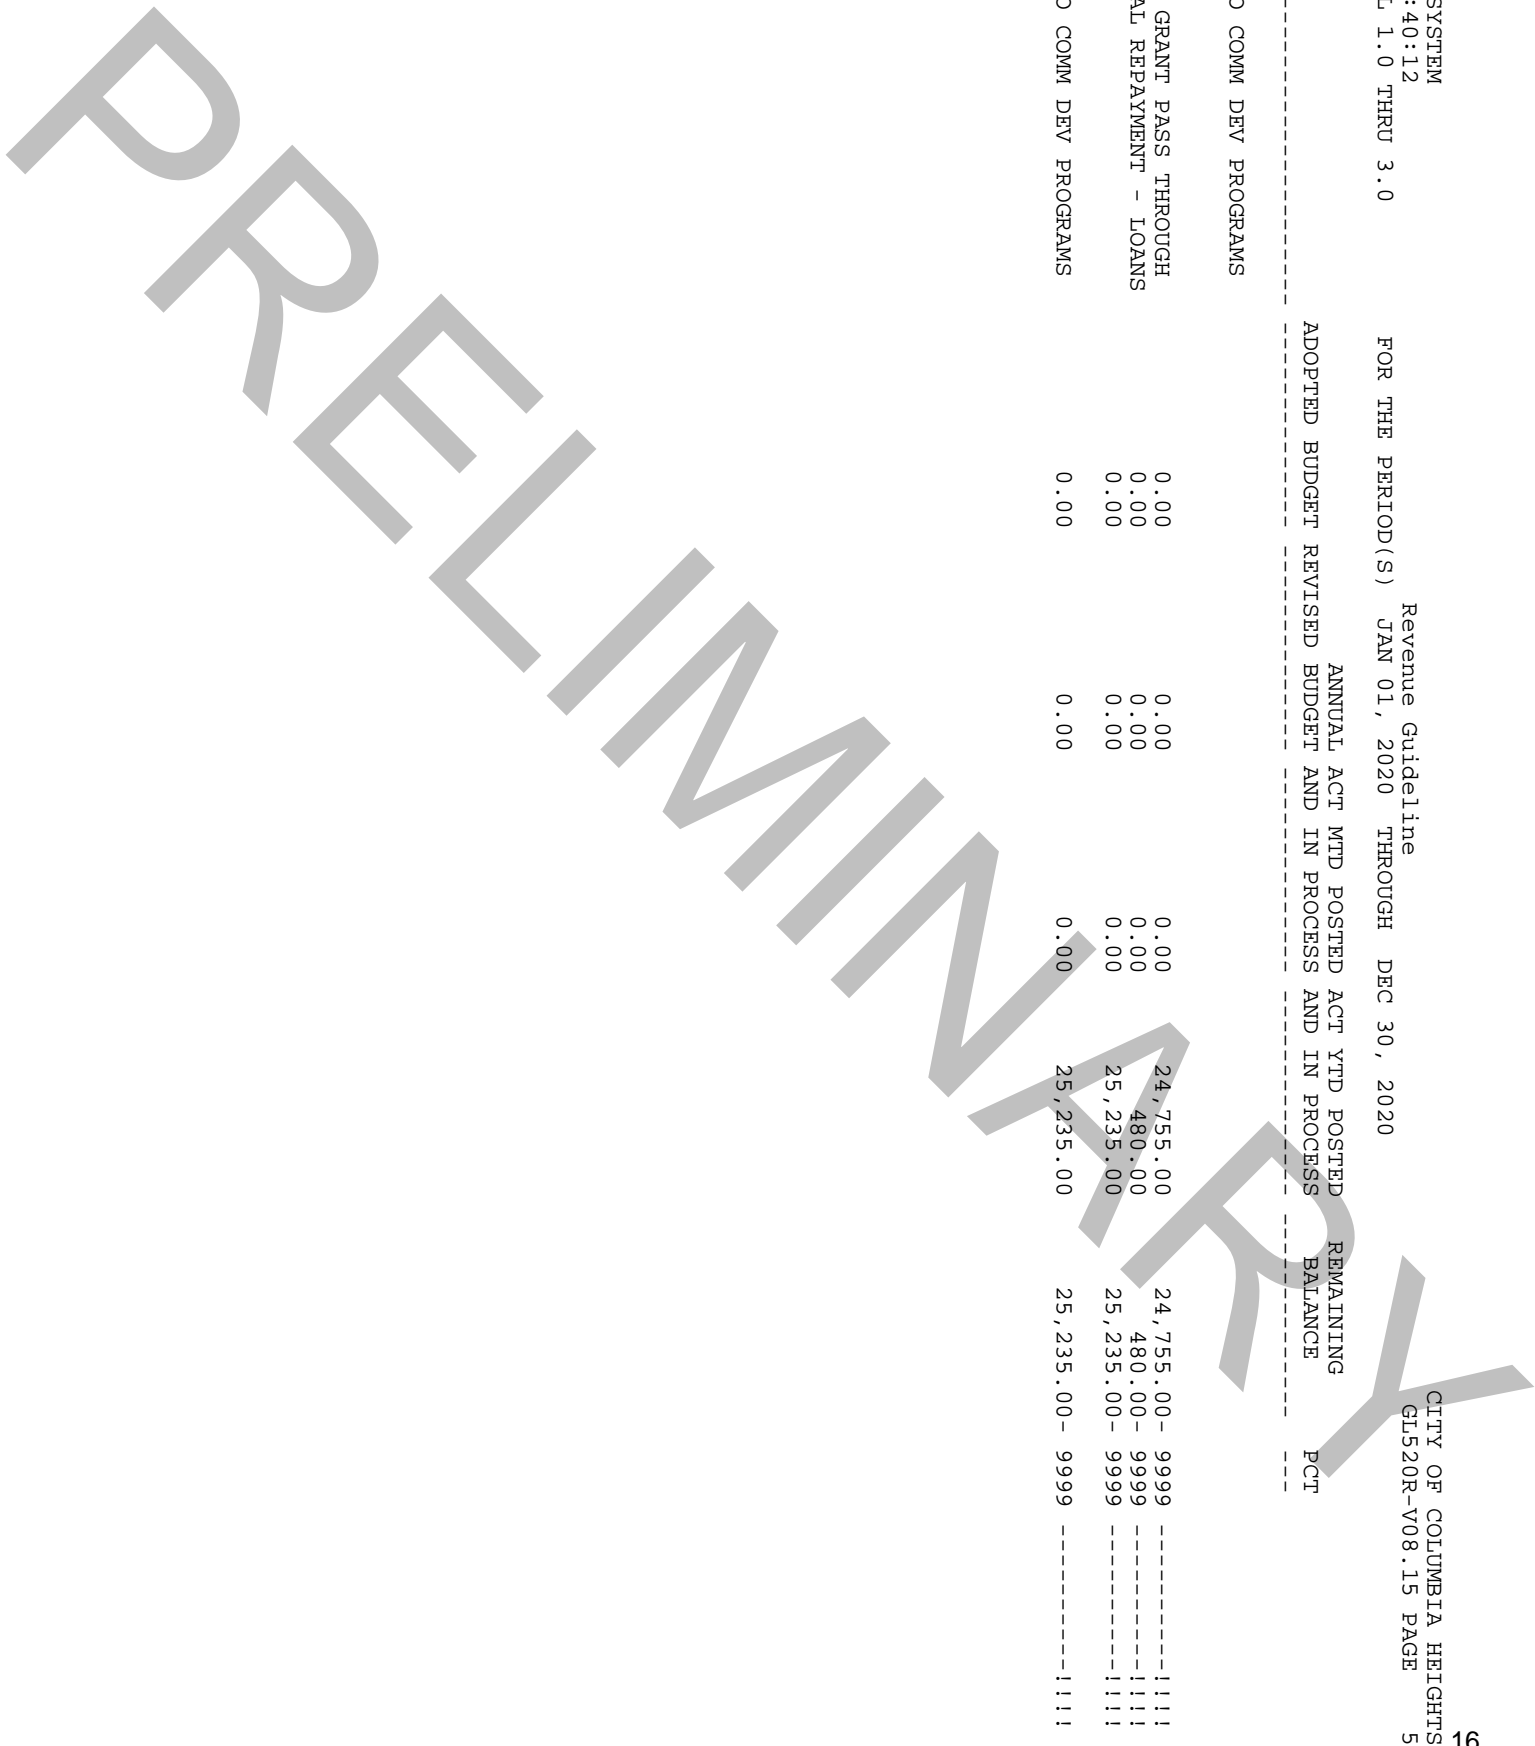 SYSTEM CITY OF COLUMBIA HEIGHTS
:40:12 Revenue Guideline GL520R-V08.15 PAGE 5
L 1.0 THRU 3.0 FOR THE PERIOD(S) JAN 01, 2020 THROUGH DEC 30, 2020
ANNUAL ACT MTD POSTED ACT YTD POSTED REMAINING
ADOPTED BUDGET REVISED BUDGET AND IN PROCESS AND IN PROCESS BALANCE PCT
O COMM DEV PROGRAMS
GRANT PASS THROUGH 0.00 0.00 0.00 24,755.00 24,755.00- 9999 ----------!!!!
AL REPAYMENT - LOANS 0.00 0.00 0.00 480.00 480.00- 9999 ----------!!!!
0.00 0.00 0.00 25,235.00 25,235.00- 9999 ----------!!!!
O COMM DEV PROGRAMS 0.00 0.00 0.00 25,235.00 25,235.00- 9999 ----------!!!!
16
PRELIMINARY